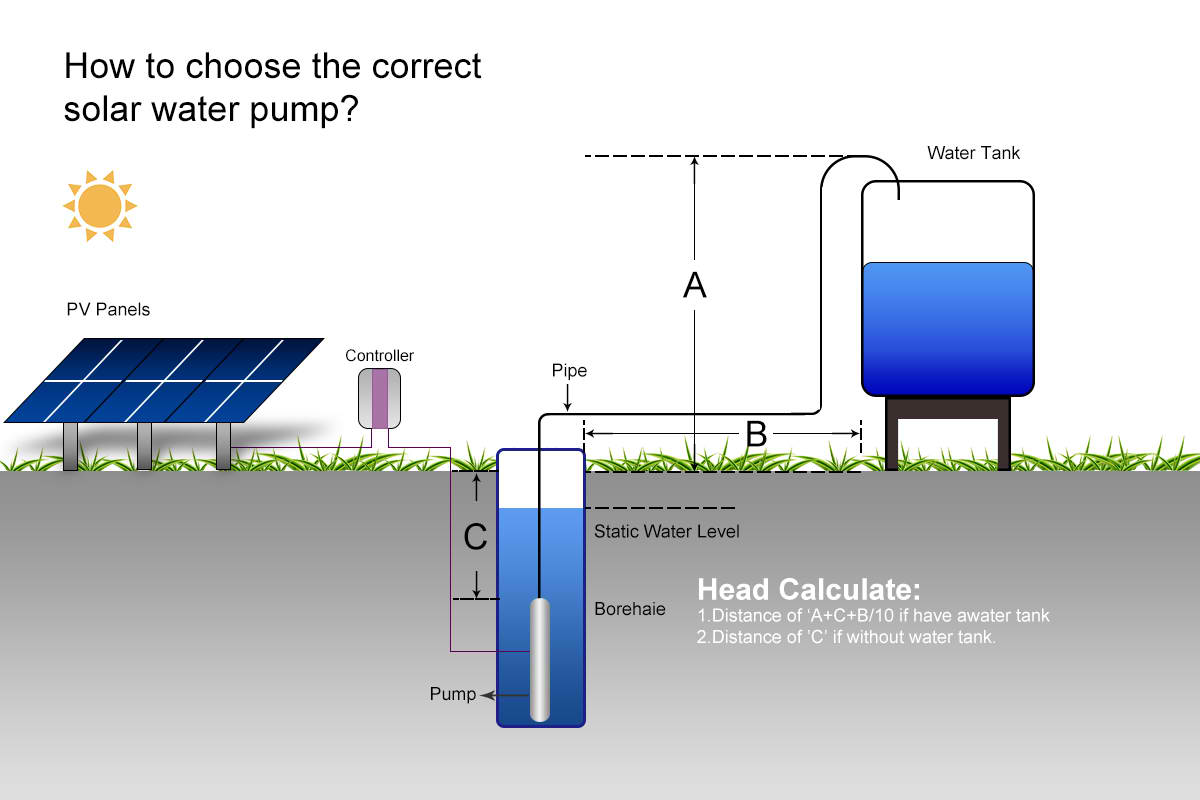 How to choose the correct
solar water pump?
Water Tank
A
PV Panels
Controller
Pipe
B
C
Static Water Level
Head Calculate:
1.Distance of ‘A+C+B/10 if have awater tank
2.Distance of ’C’ if without water tank.
Borehaie
Pump